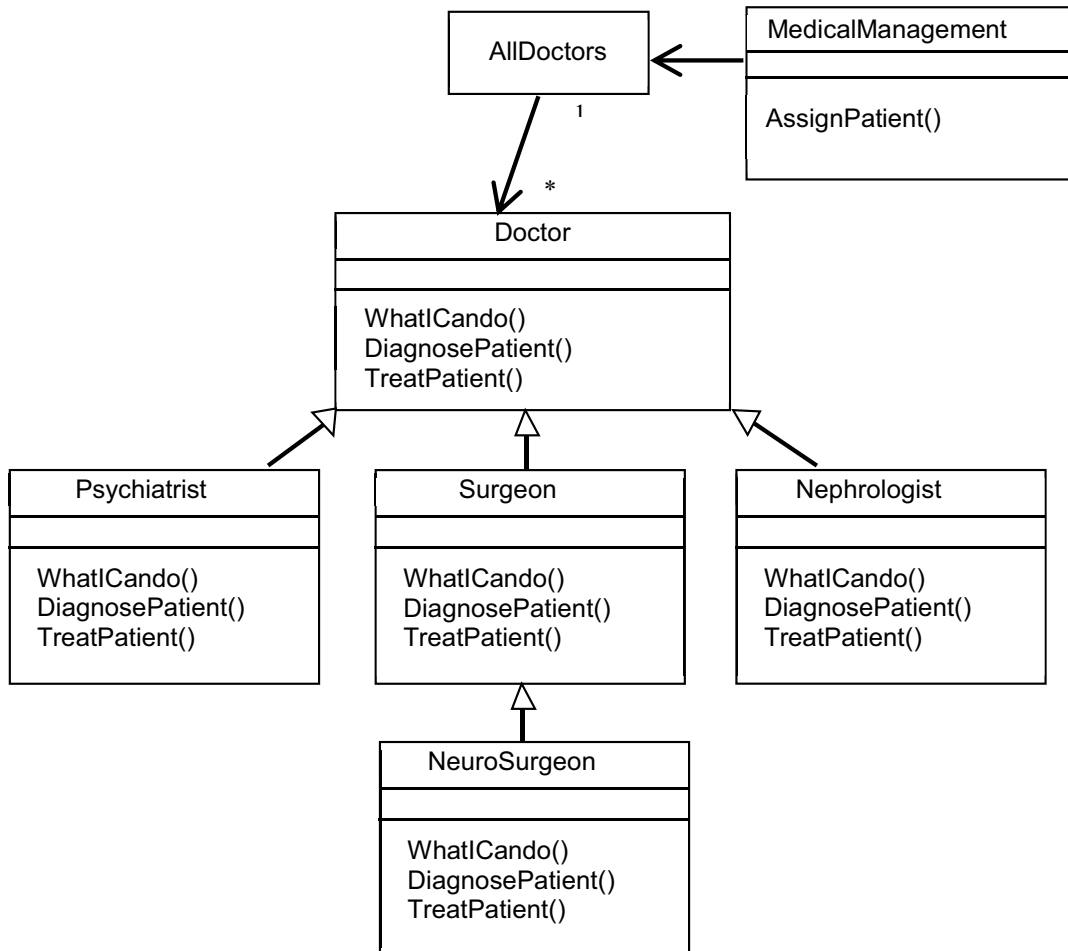 MedicalManagement
AllDoctors
AssignPatient()
1
*
Doctor
WhatICando()
DiagnosePatient()
TreatPatient()
Psychiatrist
WhatICando()
DiagnosePatient()
TreatPatient()
Surgeon
WhatICando()
DiagnosePatient()
TreatPatient()
Nephrologist
WhatICando()
DiagnosePatient()
TreatPatient()
NeuroSurgeon
WhatICando()
DiagnosePatient()
TreatPatient()